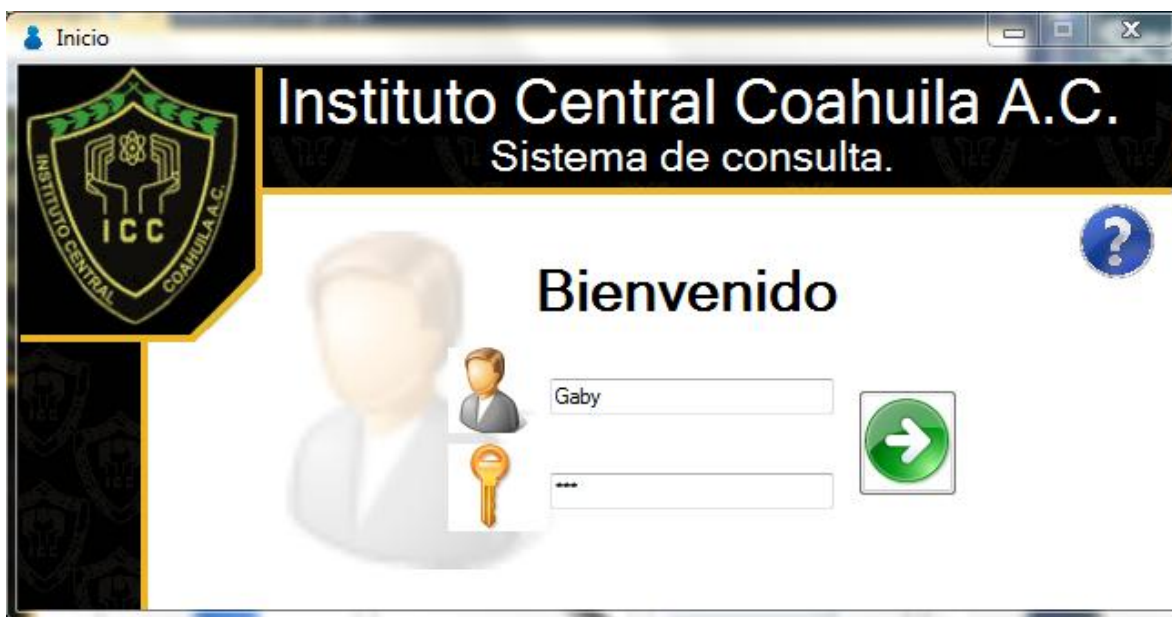 Inicio
Instituto Central Coahuila A.C.
Sistema de consulta.
ICC
INSTITUTO CENTRAL
COAHUILA A.C.
?
Bienvenido
Gaby
***